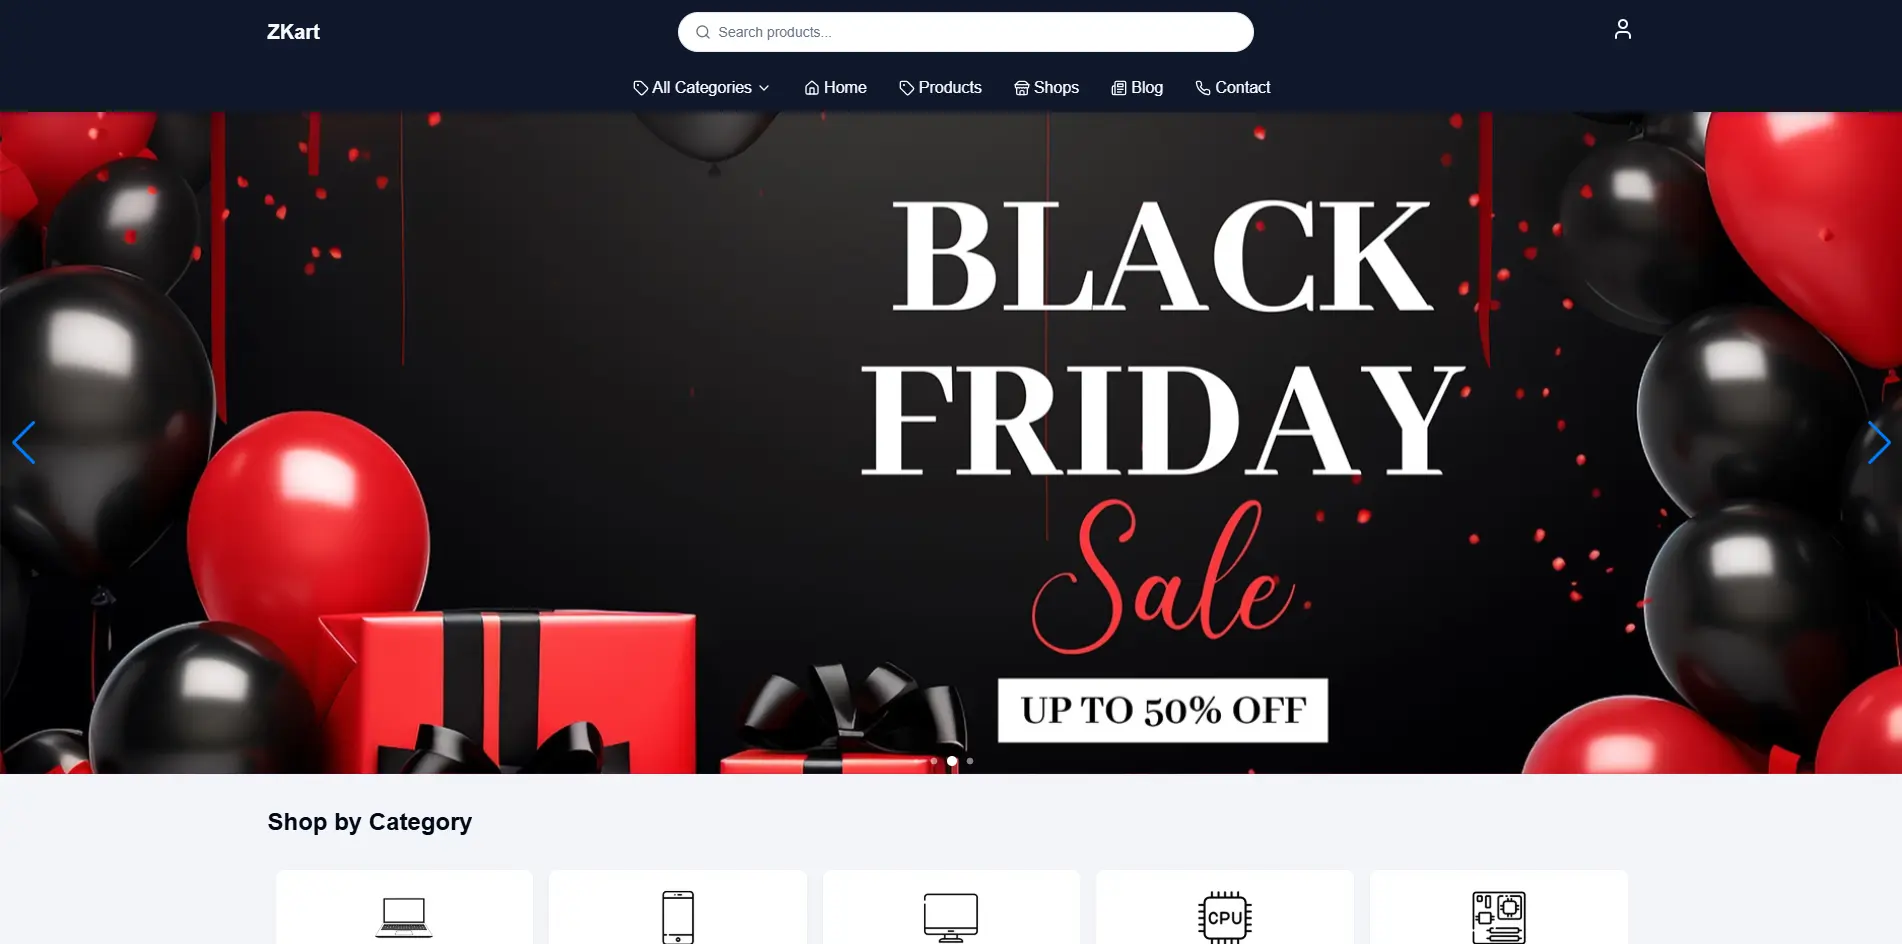 ZKart
Search products...
All Categories
Home
Products
Shops
Blog
Contact
BLACK
FRIDAY
Sale
UP TO 50% OFF
Shop by Category
CPU